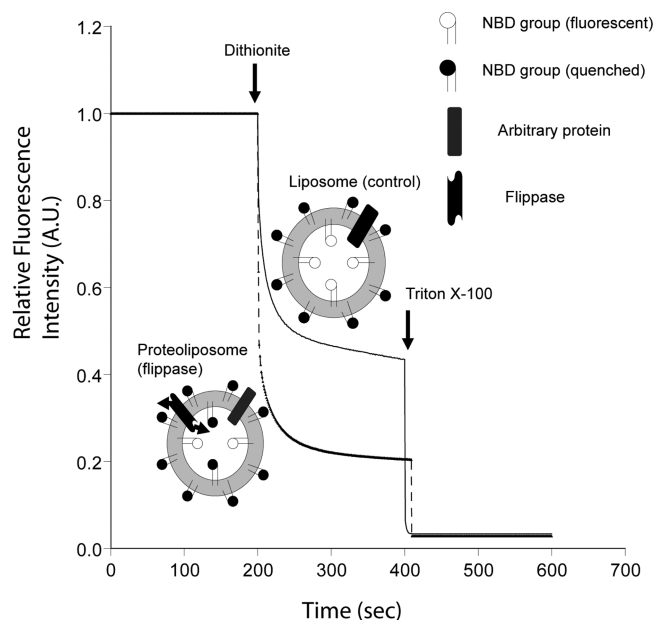 NBD group (fluorescent)
NBD group (quenched)
Arbitrary protein
Flippase
Dithionite
Liposome (control)
Triton X-100
Proteoliposome
(flippase)
Relative Fluorescence
Intensity (A.U.)
1.2
1.0
0.8
0.6
0.4
0.2
0.0
0 100 200 300 400 500 600 700
Time (sec)